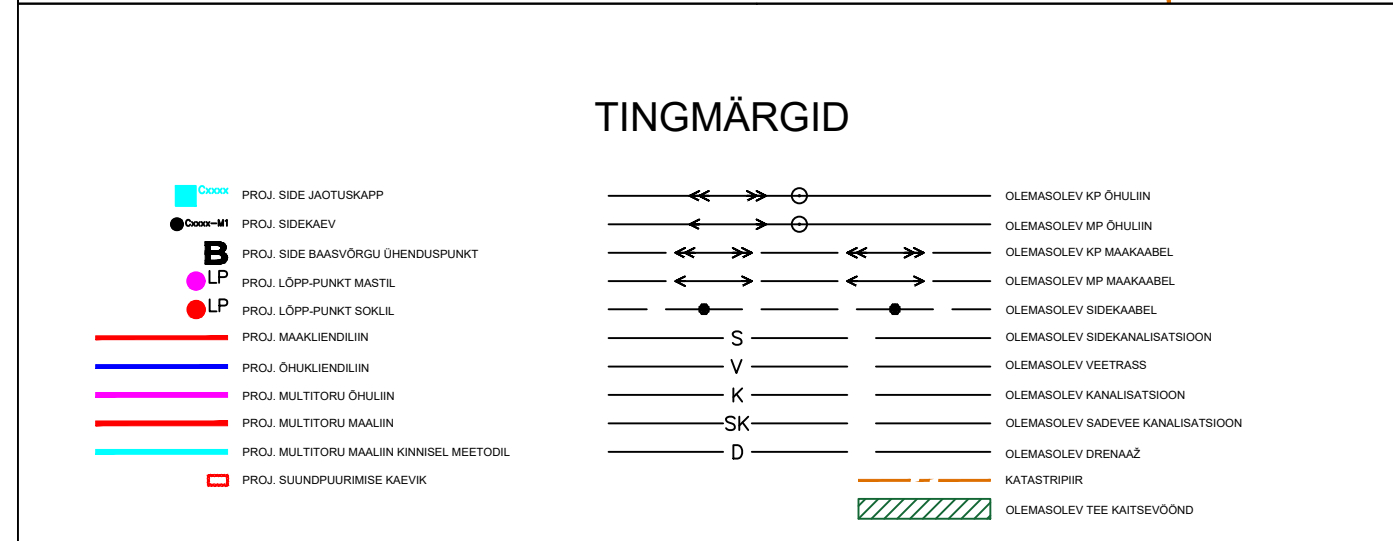 TINGMÄRGID
Cxxxx PROJ. SIDE JAOTUSKAPP
Cxxxx-M1 PROJ. SIDEKAEV
B PROJ. SIDE BAASVÕRGU ÜHENDUSPUNKT
LP PROJ. LÕPP-PUNKT MASTIL
LP PROJ. LÕPP-PUNKT SOKLIL
PROJ. MAAKLIENDILIIN
PROJ. ÕHUKLIENDILIIN
PROJ. MULTITORU ÕHULIIN
PROJ. MULTITORU MAALIIN
PROJ. MULTITORU MAALIIN KINNISEL MEETODIL
PROJ. SUUNDPUURIMISE KAEVIK
OLEMASOLEV KP ÕHULIIN
OLEMASOLEV MP ÕHULIIN
OLEMASOLEV KP MAAKAABEL
OLEMASOLEV MP MAAKAABEL
OLEMASOLEV SIDEKAABEL
S OLEMASOLEV SIDEKANALISATSIOON
V OLEMASOLEV VEETRASS
K OLEMASOLEV KANALISATSIOON
SK OLEMASOLEV SADEVEE KANALISATSIOON
D OLEMASOLEV DRENAAŽ
KATASTRIPIIR
OLEMASOLEV TEE KAITSEVÖÖND